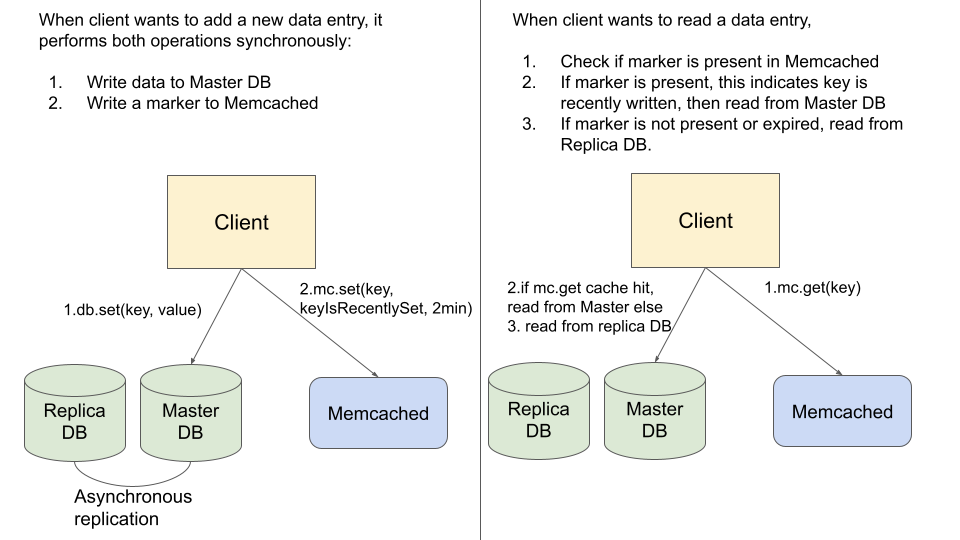 When client wants to add a new data entry, it
performs both operations synchronously:
1. Write data to Master DB
2. Write a marker to Memcached
Client
1.db.set(key, value)
2.mc.set(key,
keyIsRecentlySet, 2min)
Replica
DB
Master
DB
Memcached
Asynchronous
replication
When client wants to read a data entry,
1. Check if marker is present in Memcached
2. If marker is present, this indicates key is
recently written, then read from Master DB
3. If marker is not present or expired, read from
Replica DB.
Client
2.if mc.get cache hit,
read from Master else
3. read from replica DB
1.mc.get(key)
Replica
DB
Master
DB
Memcached